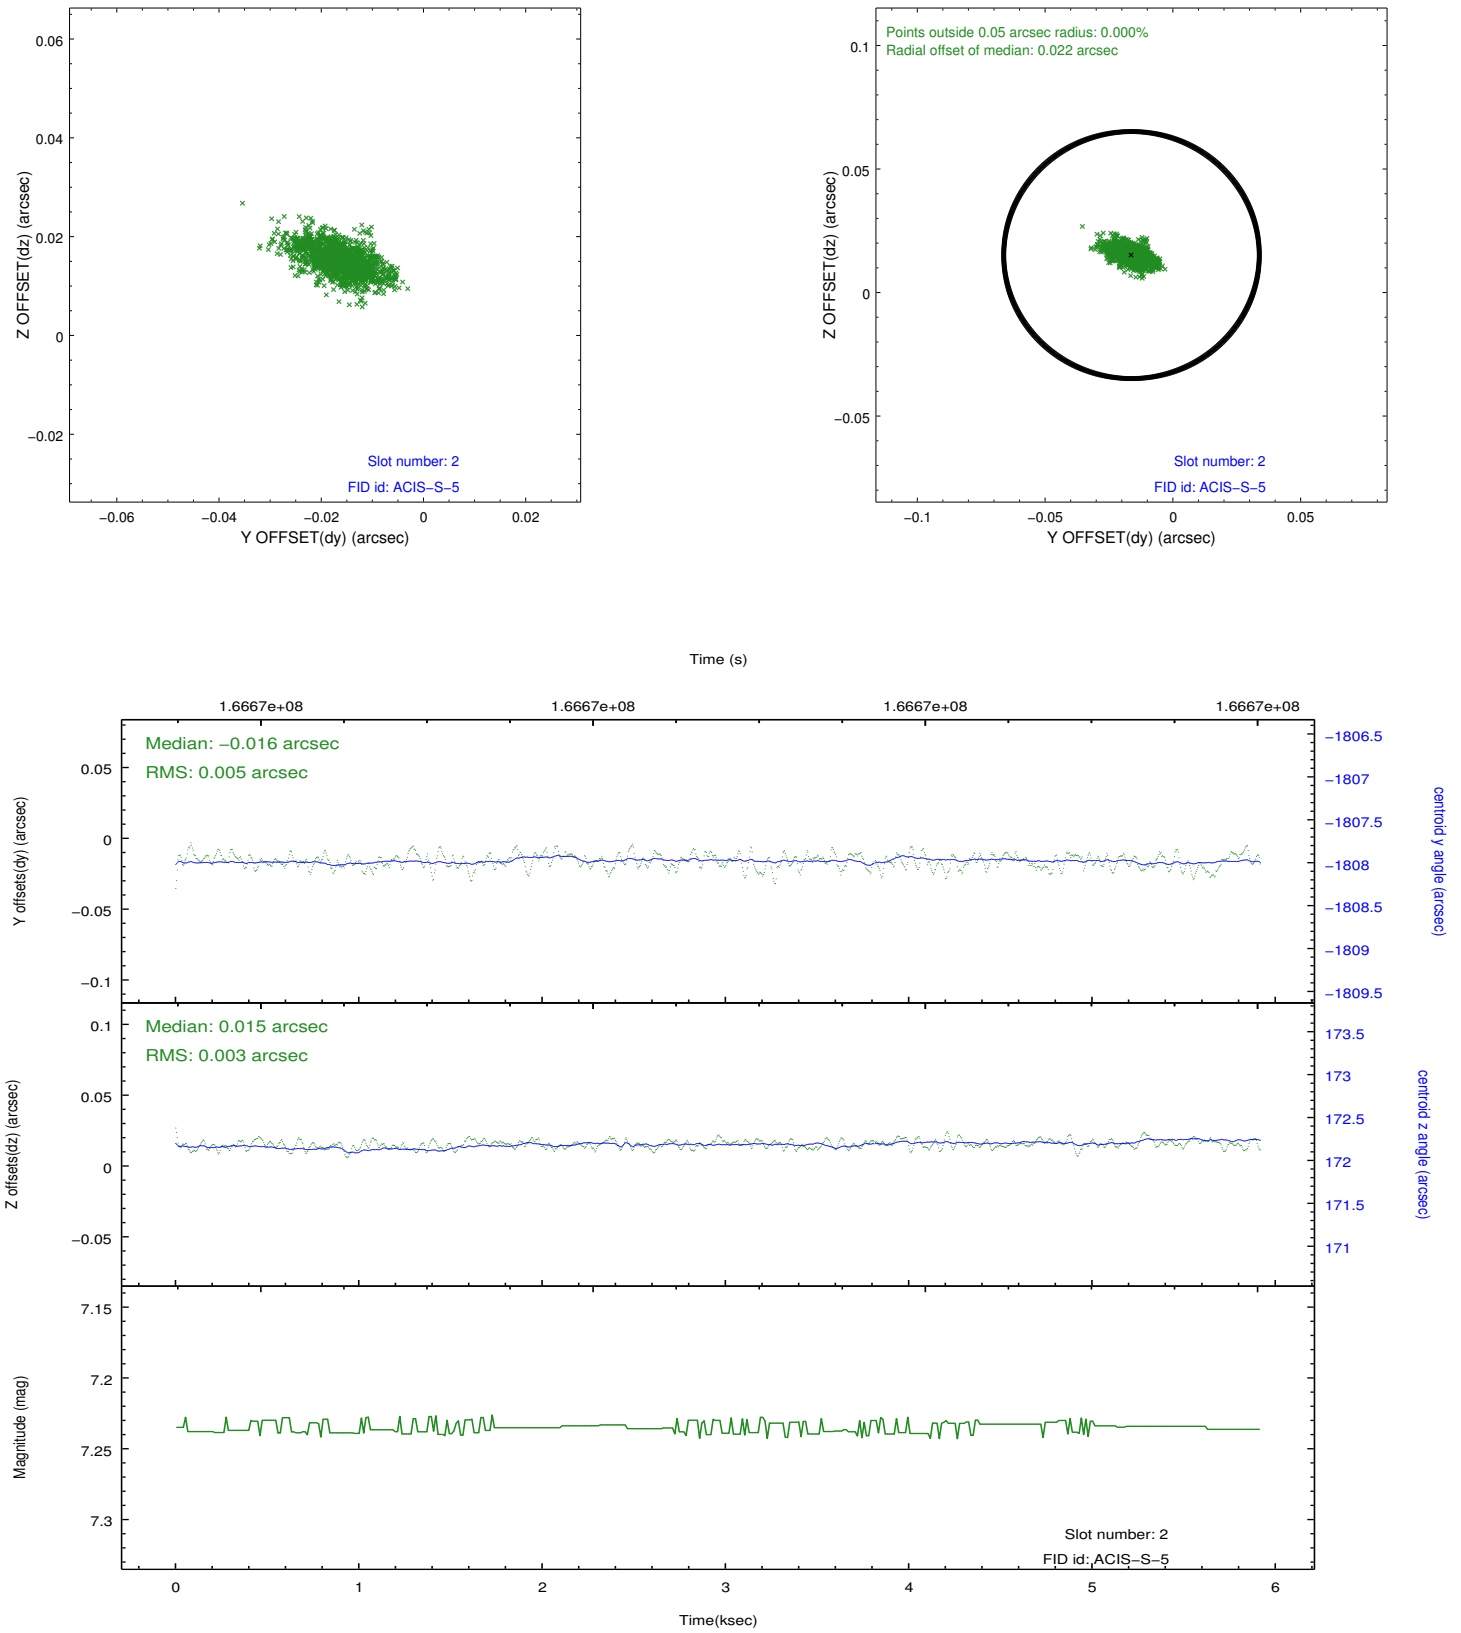 0.06
0.04
0.02
0
−0.02
Z OFFSET(dz) (arcsec)
Slot number: 2
FID id: ACIS−S−5
−0.06
−0.04
−0.02
0
0.02
Y OFFSET(dy) (arcsec)
Points outside 0.05 arcsec radius: 0.000%
Radial offset of median: 0.022 arcsec
0.1
0.05
0
−0.05
Z OFFSET(dz) (arcsec)
Slot number: 2
FID id: ACIS−S−5
−0.1
−0.05
0
0.05
Y OFFSET(dy) (arcsec)
Time (s)
1.6667e+08
1.6667e+08
1.6667e+08
1.6667e+08
Median: −0.016 arcsec
RMS: 0.005 arcsec
0.05
0
−0.05
−0.1
Y offsets(dy) (arcsec)
−1806.5
−1807
−1807.5
−1808
−1808.5
−1809
−1809.5
centroid y angle (arcsec)
Median: 0.015 arcsec
RMS: 0.003 arcsec
0.1
0.05
0
−0.05
Z offsets(dz) (arcsec)
173.5
173
172.5
172
171.5
171
centroid z angle (arcsec)
7.15
7.2
7.25
7.3
Magnitude (mag)
Slot number: 2
FID id: ACIS−S−5
0
1
2
3
4
5
6
Time(ksec)